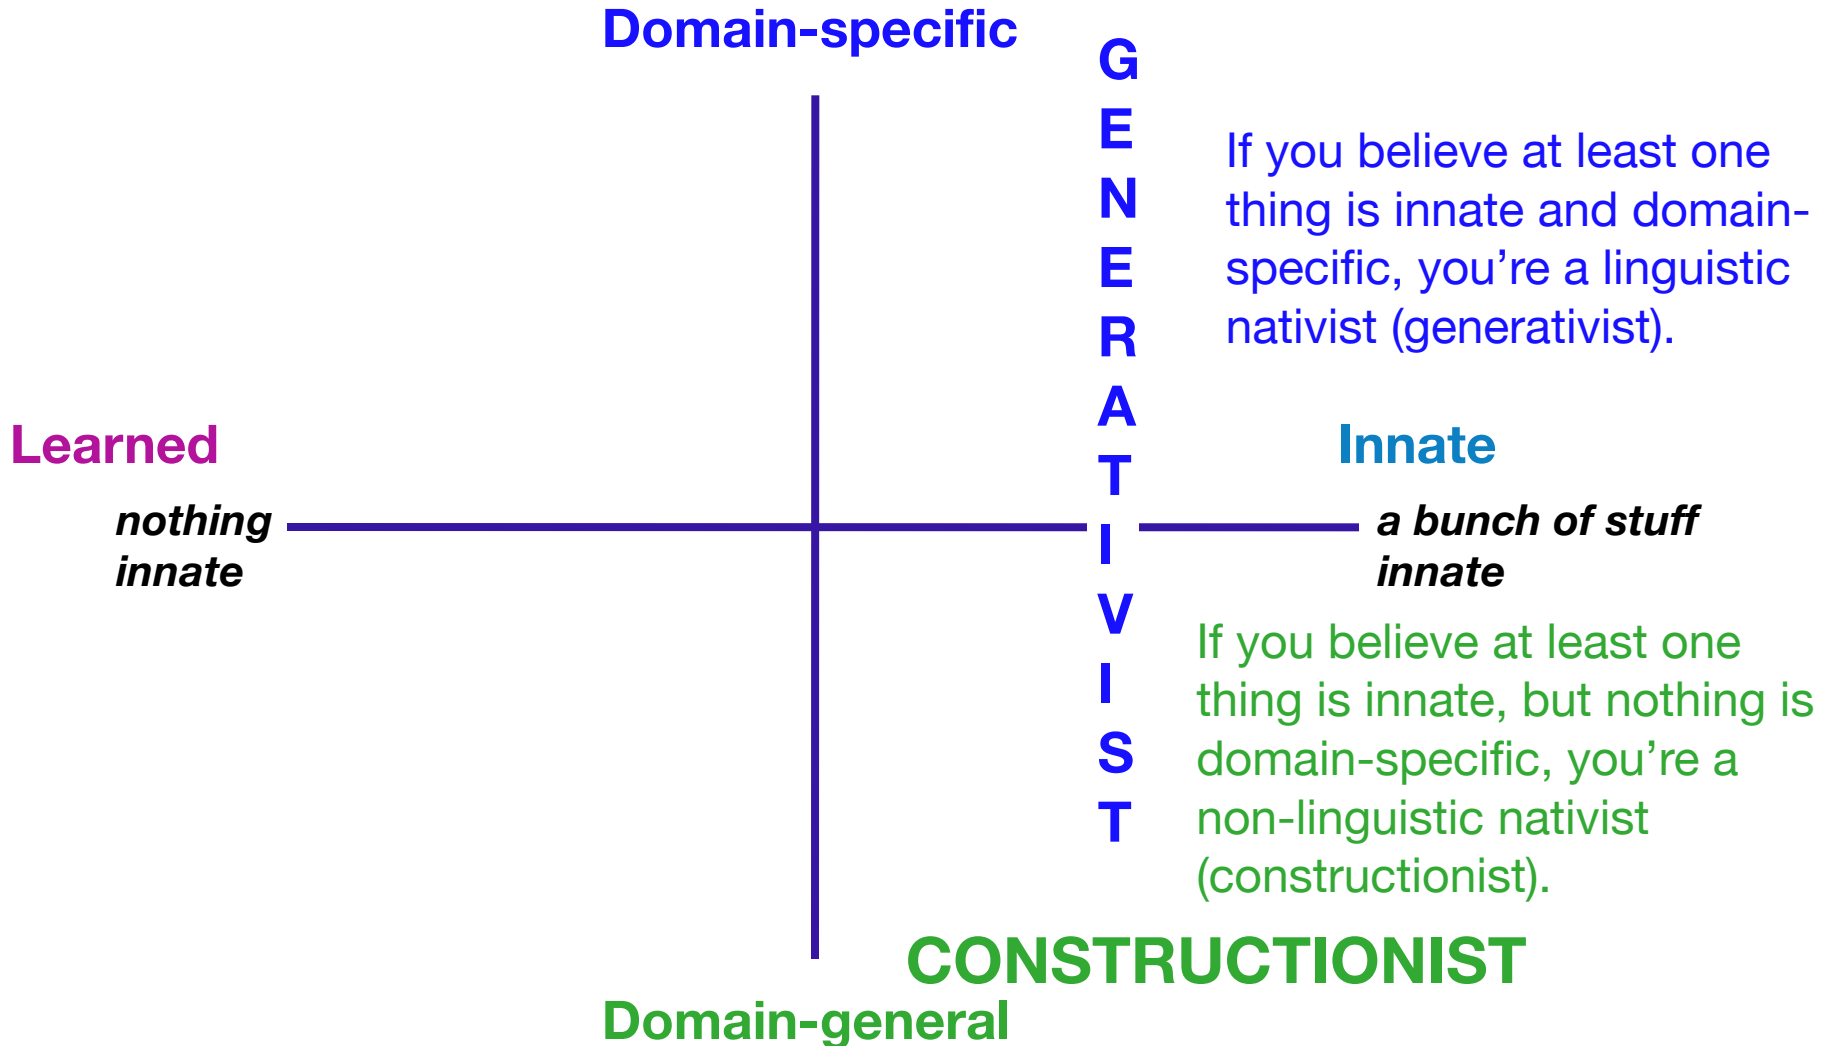 Domain-specific
G
E
N
E
R
A
T
I
V
I
S
T
If you believe at least one
thing is innate and domain-
specific, you’re a linguistic
nativist (generativist).
Learned
Innate
nothing
innate
a bunch of stuff
innate
If you believe at least one
thing is innate, but nothing is
domain-specific, you’re a
non-linguistic nativist
(constructionist).
CONSTRUCTIONIST
Domain-general